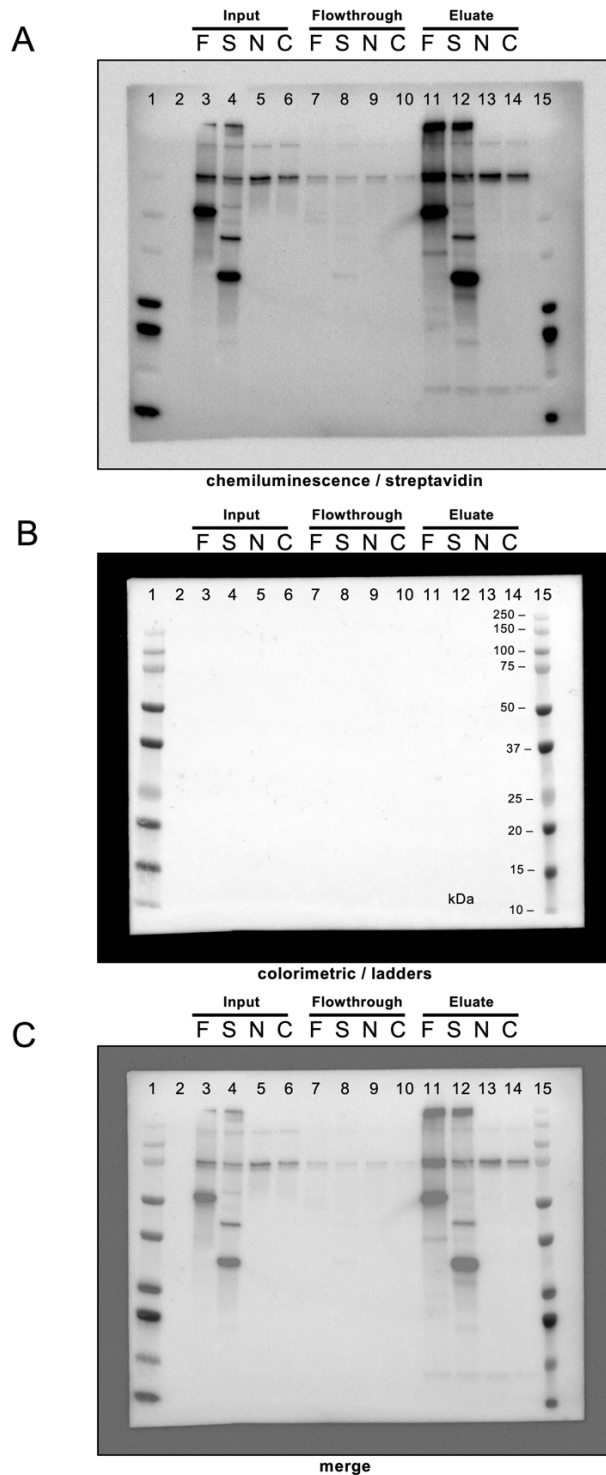 A
Input Flowthrough Eluate
F S N C F S N C F S N C
1 2 3 4 5 6 7 8 9 10 11 12 13 14 15
chemiluminescence / streptavidin
B
Input Flowthrough Eluate
F S N C F S N C F S N C
1 2 3 4 5 6 7 8 9 10 11 12 13 14 15
250 –
150 –
100 –
75 –
50 –
37 –
25 –
20 –
15 –
kDa
10 –
colorimetric / ladders
C
Input Flowthrough Eluate
F S N C F S N C F S N C
1 2 3 4 5 6 7 8 9 10 11 12 13 14 15
merge